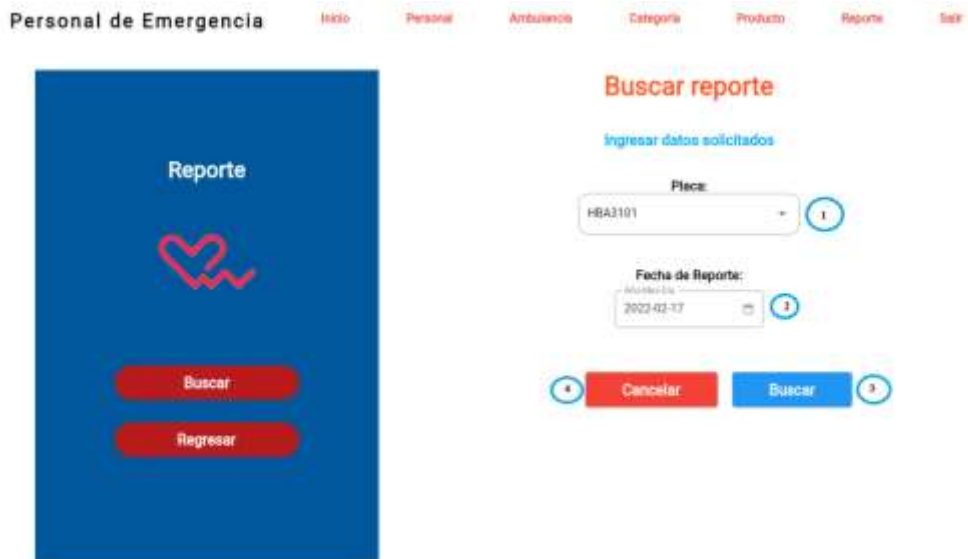 Personal de Emergencia
Inicio Personal Ambulancia Categoría Producto Reporte Salir
Reporte
Buscar
Regresar
Buscar reporte
Ingresar datos solicitados
Placa:
HBA3101
1
Fecha de Reporte:
2022-02-17
2
4
Cancelar
Buscar
3